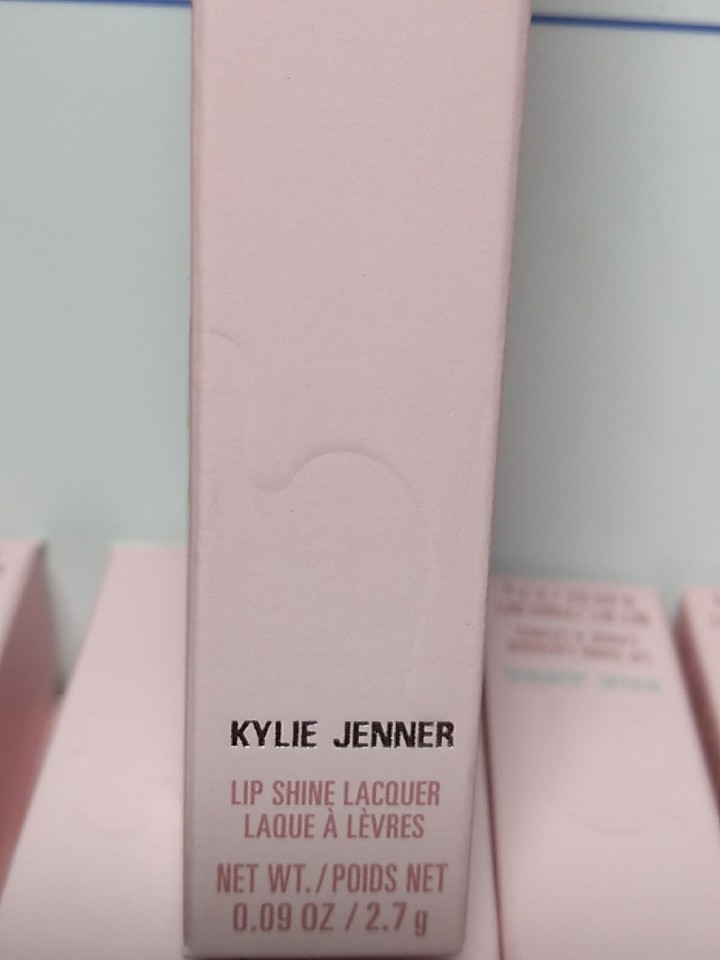 KYLIE JENNER
LIP SHINE LACQUER
LAQUE À LÈVRES
NET WT. / POIDS NET
0.09 OZ / 2.7 g